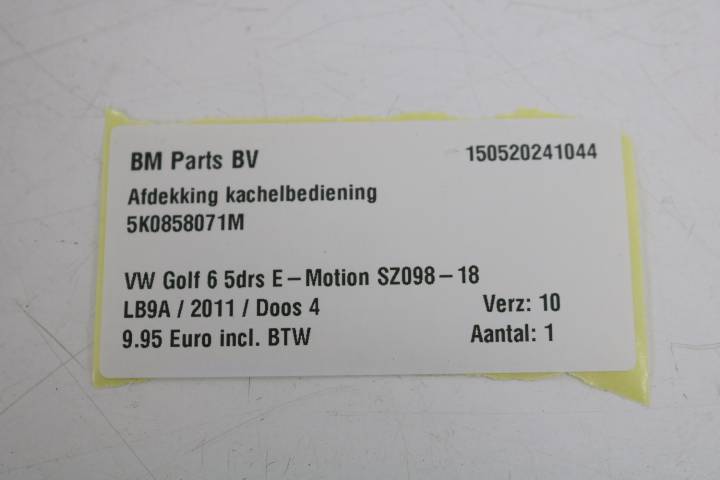 BM Parts BV 150520241044
Afdekking kachelbediening
5K0858071M
VW Golf 6 5drs E-Motion SZ098-18
LB9A / 2011 / Doos 4 Verz: 10
9.95 Euro incl. BTW Aantal: 1